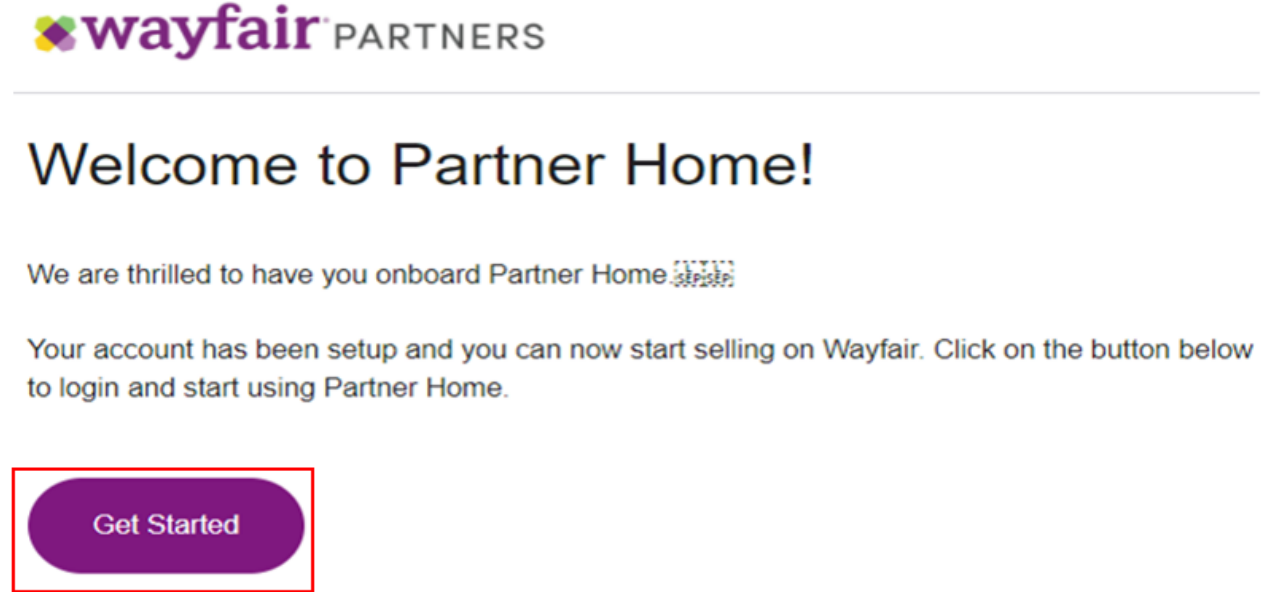 wayfair PARTNERS
Welcome to Partner Home!
We are thrilled to have you onboard Partner Home.SEPSEP
Your account has been setup and you can now start selling on Wayfair. Click on the button below
to login and start using Partner Home.
Get Started